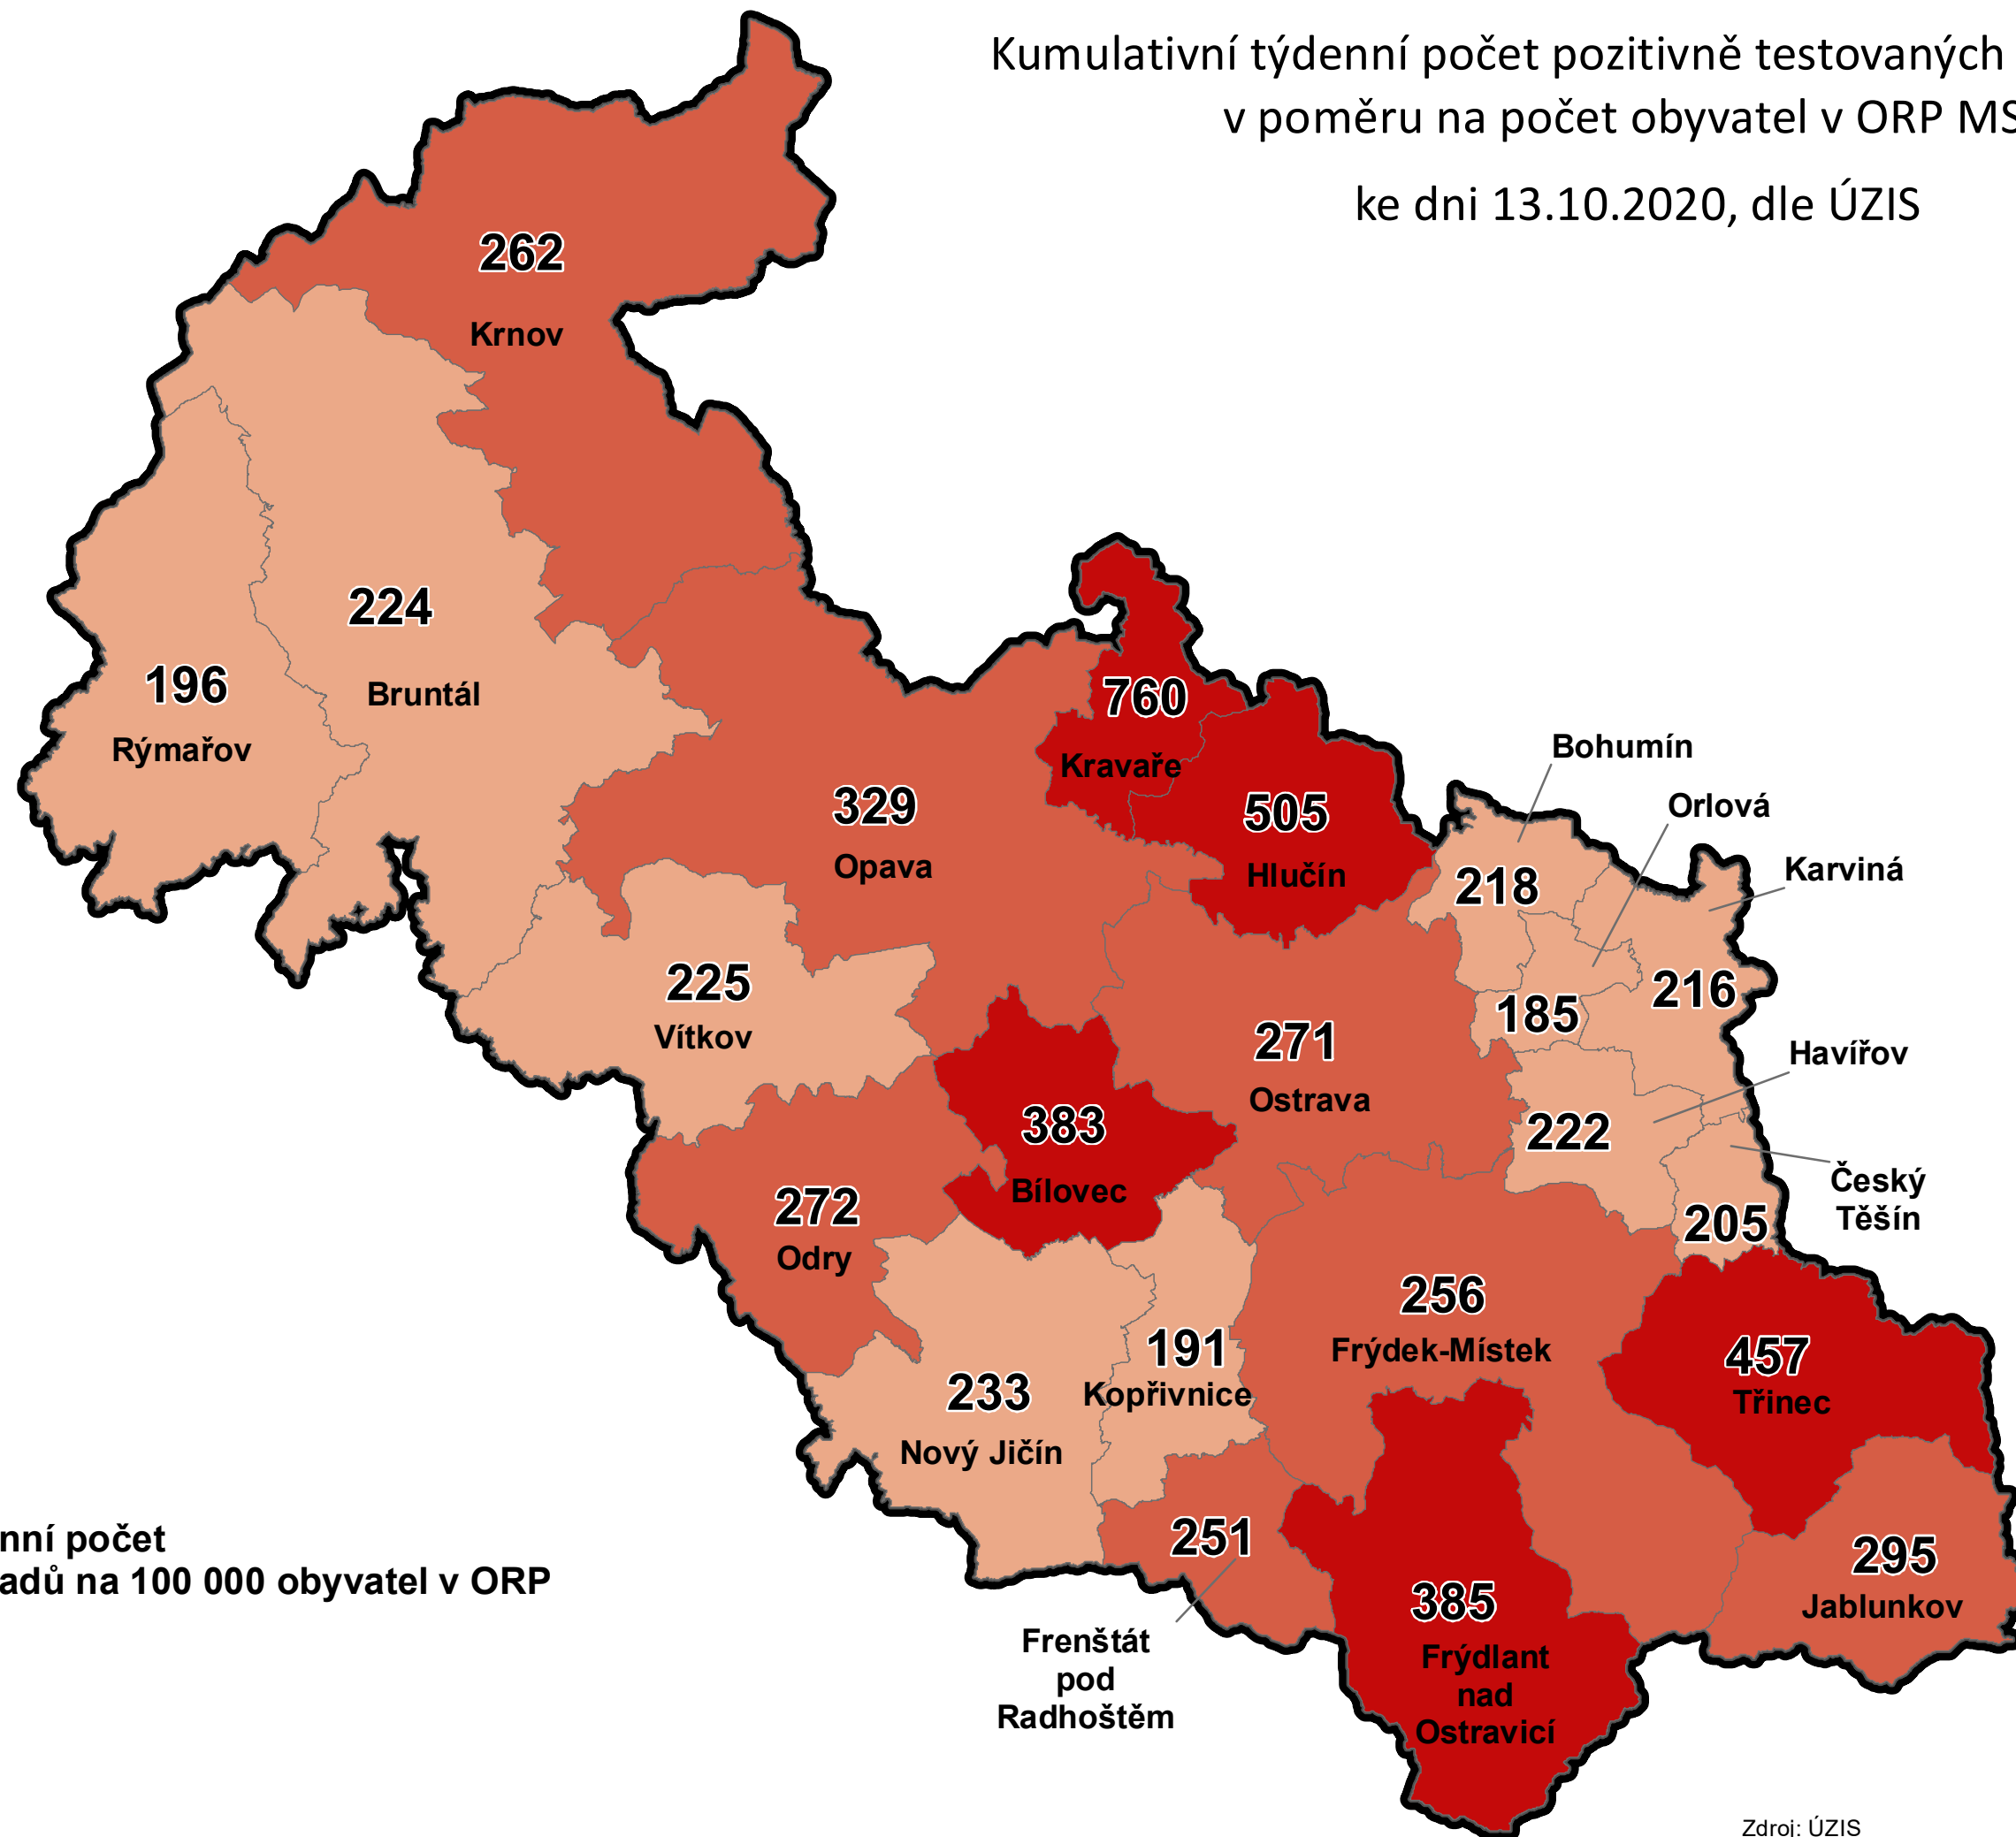 Kumulativní týdenní počet pozitivně testovaných
v poměru na počet obyvatel v ORP MS
ke dni 13.10.2020, dle ÚZIS
262
Krnov
224
Bruntál
196
Rýmařov
760
Kravaře
505
Hlučín
329
Opava
Bohumín
Orlová
Karviná
218
216
185
225
Vítkov
271
Ostrava
Havířov
222
383
Bílovec
Český
Těšín
205
272
Odry
256
Frýdek-Místek
191
Kopřivnice
457
Třinec
233
Nový Jičín
251
295
Jablunkov
385
Frýdlant
nad
Ostravicí
Frenštát
pod
Radhoštěm
nní počet
adů na 100 000 obyvatel v ORP
Zdroj: ÚZIS